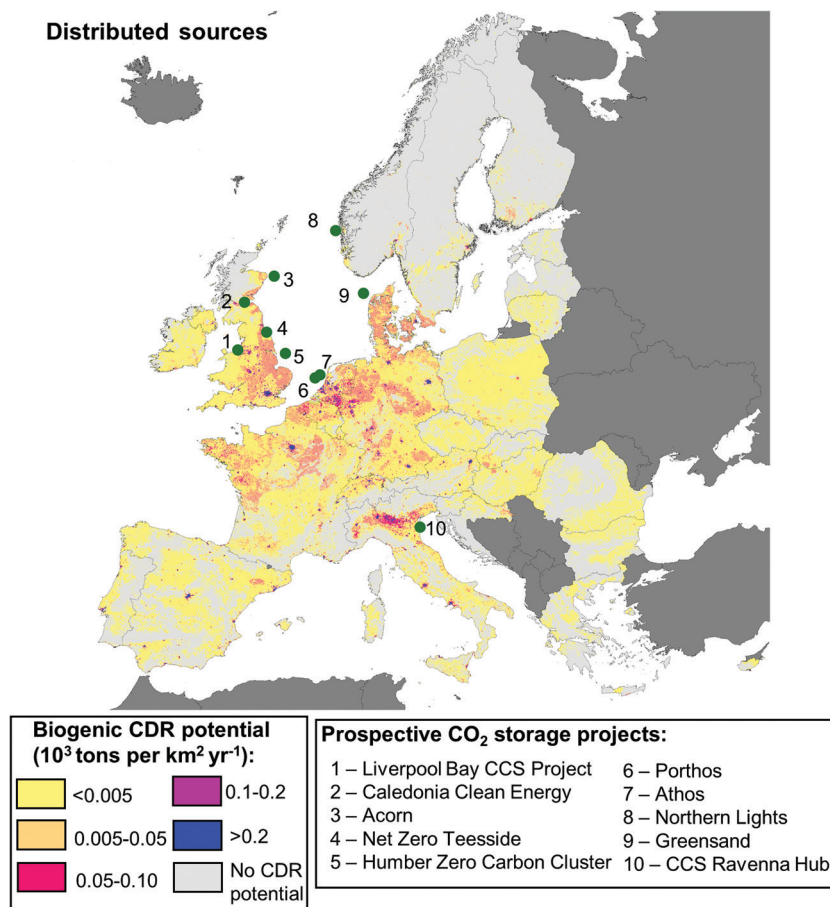 Distributed sources
8
3
9
2
4
1
5
7
6
10
Biogenic CDR potential
(10³ tons per km² yr⁻¹):
<0.005
0.1-0.2
0.005-0.05
>0.2
0.05-0.10
No CDR
potential
Prospective CO₂ storage projects:
1 – Liverpool Bay CCS Project
2 – Caledonia Clean Energy
3 – Acorn
4 – Net Zero Teesside
5 – Humber Zero Carbon Cluster
6 – Porthos
7 – Athos
8 – Northern Lights
9 – Greensand
10 – CCS Ravenna Hub